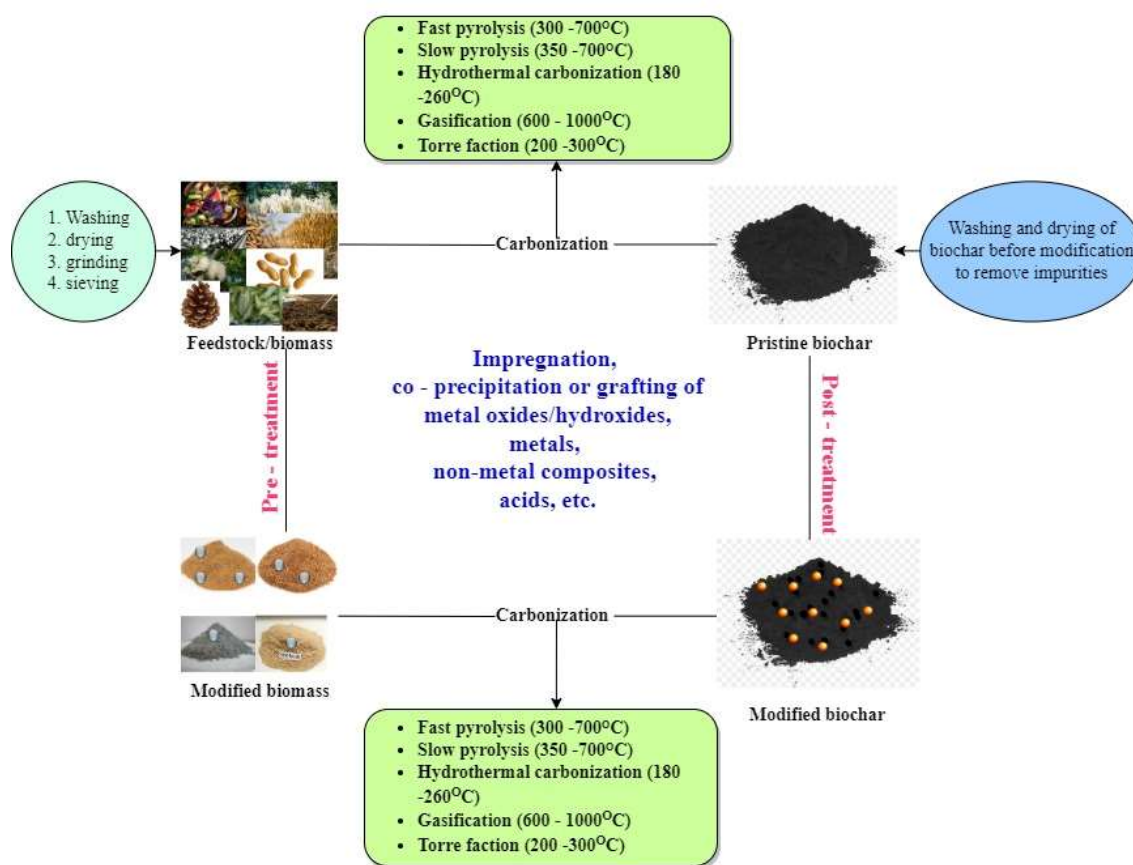 • Fast pyrolysis (300 -700°C)
• Slow pyrolysis (350 -700°C)
• Hydrothermal carbonization (180
-260°C)
• Gasification (600 - 1000°C)
• Torre faction (200 -300°C)
1. Washing
2. drying
3. grinding
4. sieving
Carbonization
Washing and drying of
biochar before modification
to remove impurities
Feedstock/biomass
Pristine biochar
Pre - treatment
Impregnation,
co - precipitation or grafting of
metal oxides/hydroxides,
metals,
non-metal composites,
acids, etc.
Post - treatment
Carbonization
Modified biomass
Modified biochar
• Fast pyrolysis (300 -700°C)
• Slow pyrolysis (350 -700°C)
• Hydrothermal carbonization (180
-260°C)
• Gasification (600 - 1000°C)
• Torre faction (200 -300°C)